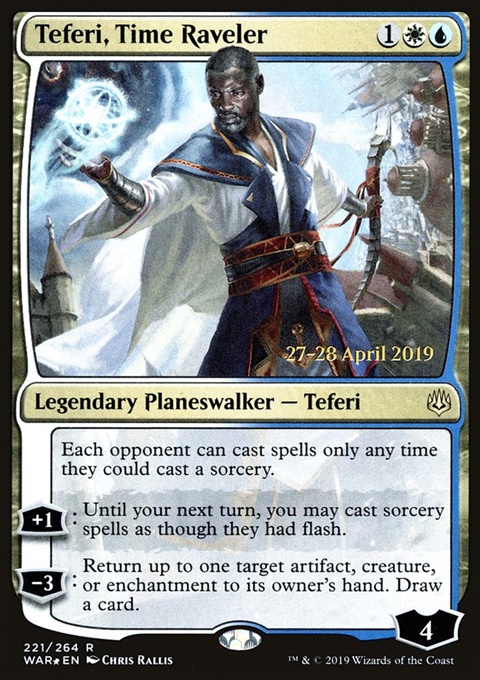 Teferi, Time Raveler 1
27–28 April 2019
Legendary Planeswalker — Teferi
Each opponent can cast spells only any time
they could cast a sorcery.
+1 : Until your next turn, you may cast sorcery
spells as though they had flash.
−3 : Return up to one target artifact, creature,
or enchantment to its owner's hand. Draw
a card.
4
221/264 R
WAR★EN Chris Rallis
™ & © 2019 Wizards of the Coast